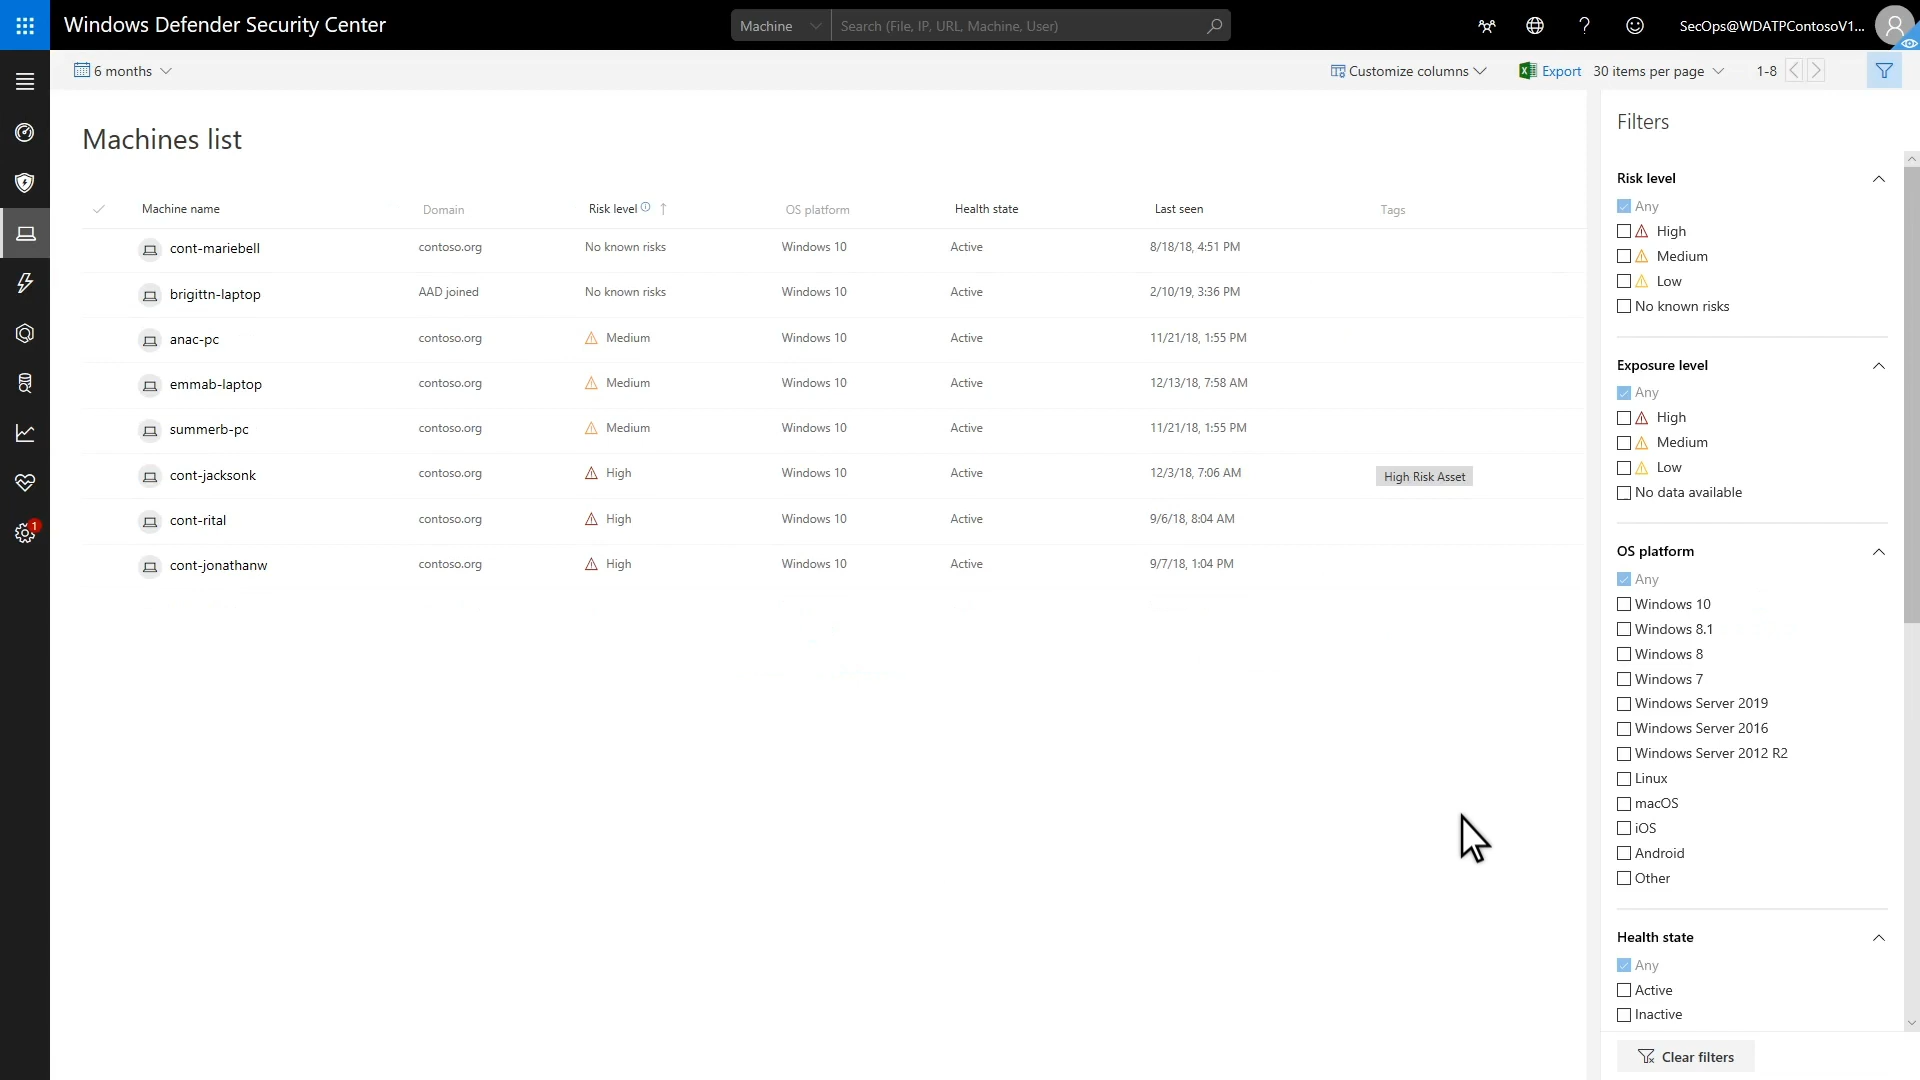 Windows Defender Security Center
Machine
Search (File, IP, URL, Machine, User)
SecOps@WDATPContosoV1...
6 months
Customize columns
Export
30 items per page
1-8
Machines list
Machine name Domain Risk level OS platform Health state Last seen Tags
cont-mariebell contoso.org No known risks Windows 10 Active 8/18/18, 4:51 PM
brigittn-laptop AAD joined No known risks Windows 10 Active 2/10/19, 3:36 PM
anac-pc contoso.org Medium Windows 10 Active 11/21/18, 1:55 PM
emmab-laptop contoso.org Medium Windows 10 Active 12/13/18, 7:58 AM
summerb-pc contoso.org Medium Windows 10 Active 11/21/18, 1:55 PM
cont-jacksonk contoso.org High Windows 10 Active 12/3/18, 7:06 AM High Risk Asset
cont-rital contoso.org High Windows 10 Active 9/6/18, 8:04 AM
cont-jonathanw contoso.org High Windows 10 Active 9/7/18, 1:04 PM
1
Filters
Risk level
Any
High
Medium
Low
No known risks
Exposure level
Any
High
Medium
Low
No data available
OS platform
Any
Windows 10
Windows 8.1
Windows 8
Windows 7
Windows Server 2019
Windows Server 2016
Windows Server 2012 R2
Linux
macOS
iOS
Android
Other
Health state
Any
Active
Inactive
Clear filters